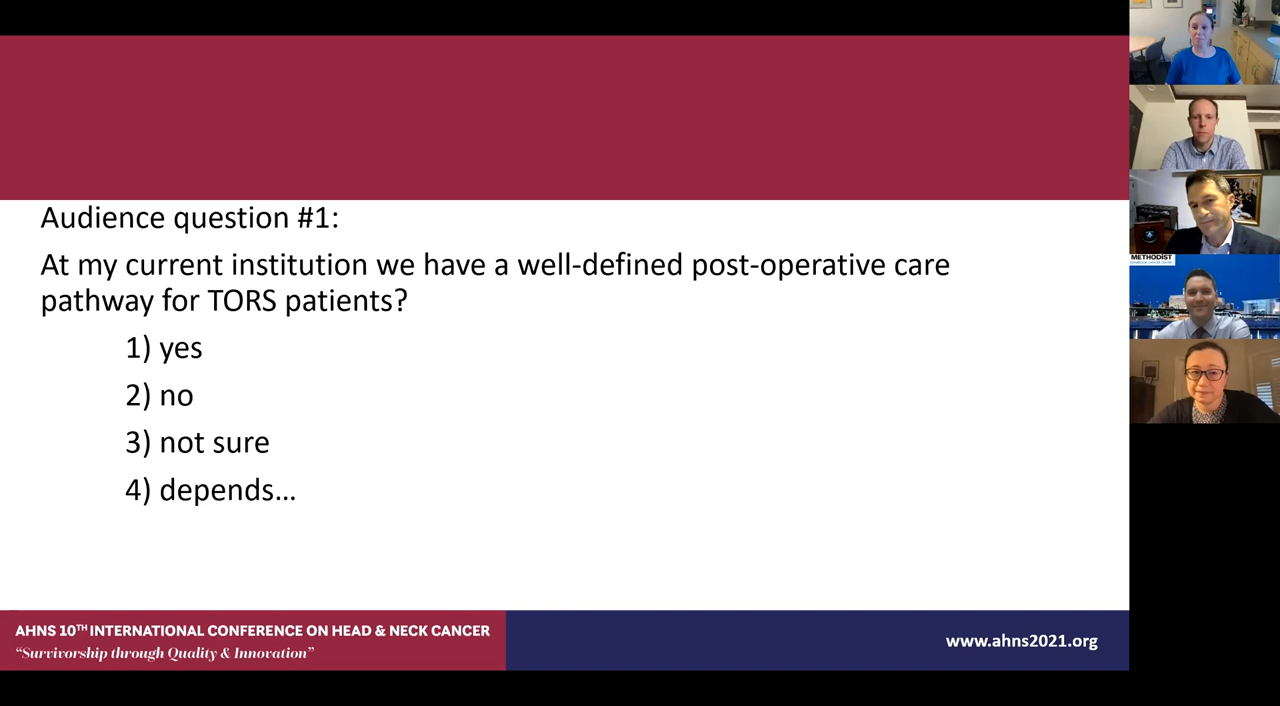 Audience question #1:
At my current institution we have a well-defined post-operative care
pathway for TORS patients?
1) yes
2) no
3) not sure
4) depends…
AHNS 10TH INTERNATIONAL CONFERENCE ON HEAD & NECK CANCER
“Survivorship through Quality & Innovation”
www.ahns2021.org
METHODIST